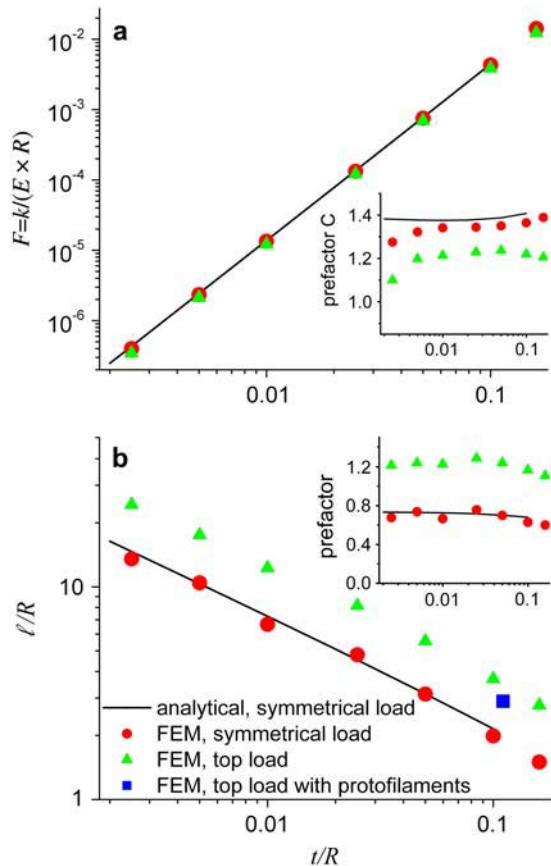 a
10⁻²
10⁻³
10⁻⁴
10⁻⁵
10⁻⁶
F=k/(E × R)
0.01
0.1
prefactor C
1.4
1.2
1.0
0.01
0.1
b
10
1
ℓ/R
prefactor
1.2
0.8
0.4
0.0
0.01
0.1
analytical, symmetrical load
FEM, symmetrical load
FEM, top load
FEM, top load with protofilaments
0.01
0.1
t/R